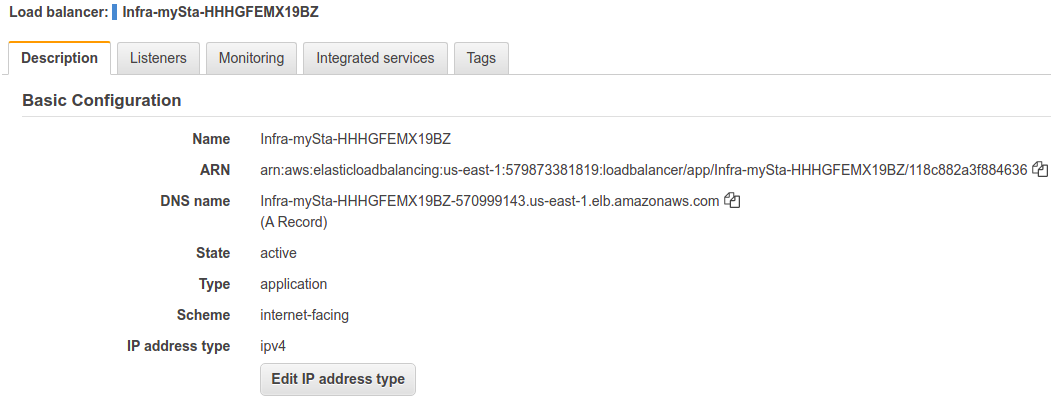 Load balancer: Infra-mySta-HHHGFEMX19BZ
Description Listeners Monitoring Integrated services Tags
Basic Configuration
Name Infra-mySta-HHHGFEMX19BZ
ARN arn:aws:elasticloadbalancing:us-east-1:579873381819:loadbalancer/app/Infra-mySta-HHHGFEMX19BZ/118c882a3f884636
DNS name Infra-mySta-HHHGFEMX19BZ-570999143.us-east-1.elb.amazonaws.com
(A Record)
State active
Type application
Scheme internet-facing
IP address type ipv4
Edit IP address type